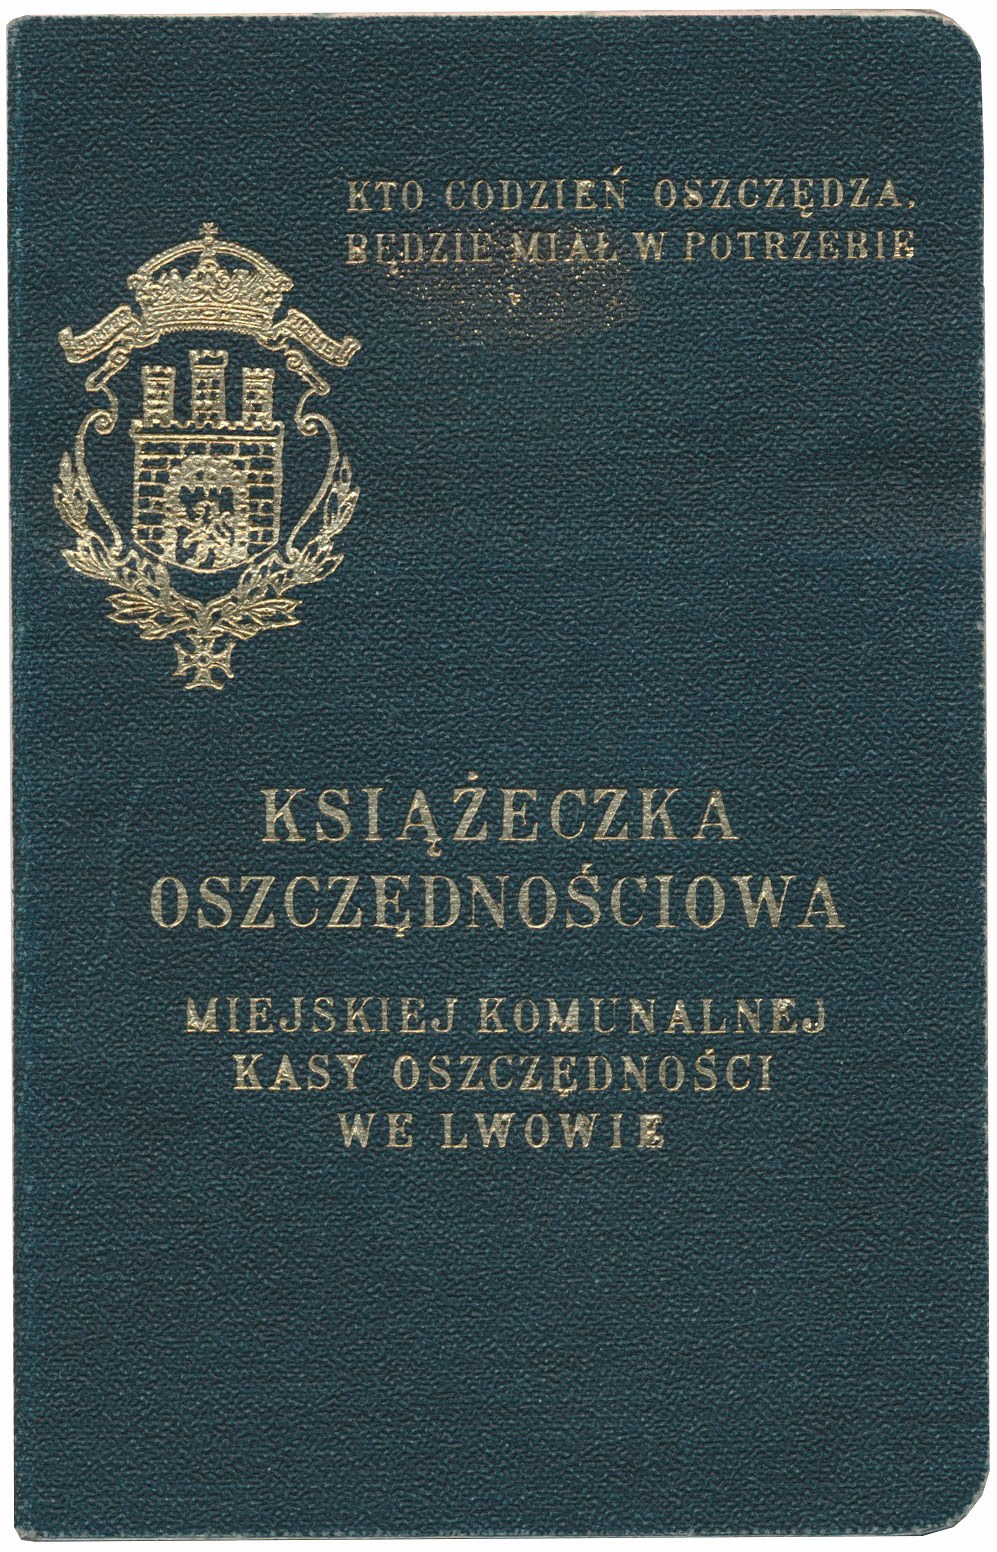 KTO CODZIEŃ OSZCZĘDZA,
BĘDZIE MIAŁ W POTRZEBIE
KSIĄŻECZKA
OSZCZĘDNOŚCIOWA
MIEJSKIEJ KOMUNALNEJ
KASY OSZCZĘDNOŚCI
WE LWOWIE